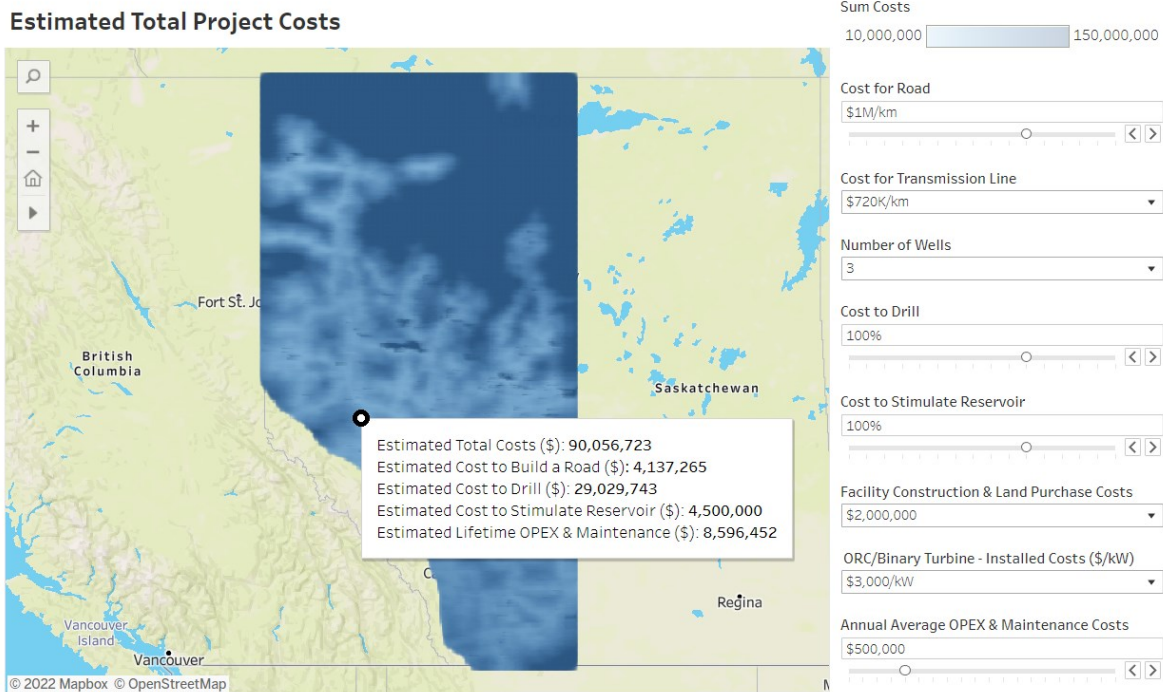 Estimated Total Project Costs
Fort St. Jo
British
Columbia
Saskatchewan
Estimated Total Costs ($): 90,056,723
Estimated Cost to Build a Road ($): 4,137,265
Estimated Cost to Drill ($): 29,029,743
Estimated Cost to Stimulate Reservoir ($): 4,500,000
Estimated Lifetime OPEX & Maintenance ($): 8,596,452
C
Regina
Vancouver
Island
Vancouver
M
© 2022 Mapbox © OpenStreetMap
Sum Costs
10,000,000 150,000,000
Cost for Road
$1M/km
Cost for Transmission Line
$720K/km
Number of Wells
3
Cost to Drill
100%
Cost to Stimulate Reservoir
100%
Facility Construction & Land Purchase Costs
$2,000,000
ORC/Binary Turbine - Installed Costs ($/kW)
$3,000/kW
Annual Average OPEX & Maintenance Costs
$500,000